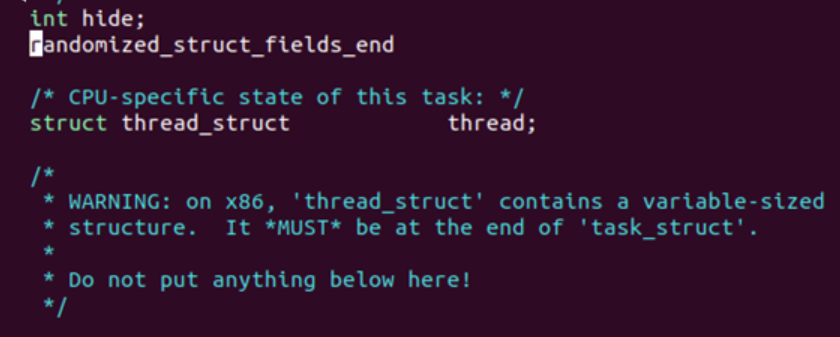 int hide;
randomized_struct_fields_end
/* CPU-specific state of this task: */
struct thread_struct thread;
/*
* WARNING: on x86, 'thread_struct' contains a variable-sized
* structure. It *MUST* be at the end of 'task_struct'.
*
* Do not put anything below here!
*/